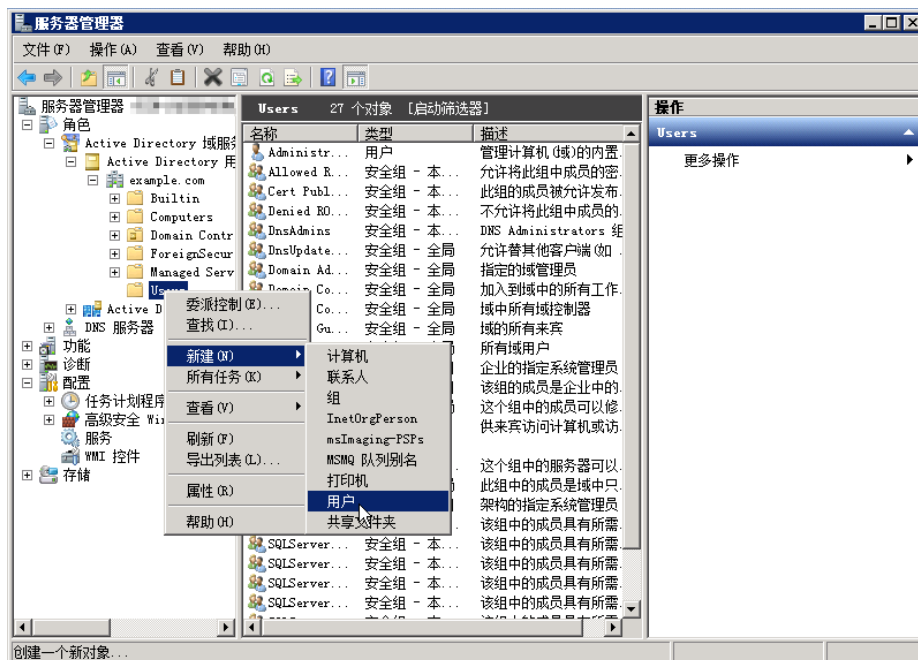 服务器管理器
文件(F) 操作(A) 查看(V) 帮助(H)
服务器管理器
角色
Active Directory 域服务
Active Directory 用
example.com
Builtin
Computers
Domain Contr
ForeignSecur
Managed Serv
Users
Active D
DNS 服务器
功能
诊断
配置
任务计划程序
高级安全 Wi
服务
WMI 控件
存储
Users 27 个对象 [启动筛选器]
名称 类型 描述
Administr... 用户 管理计算机(域)的内置.
Allowed R... 安全组 - 本... 允许将此组中成员的密.
Cert Publ... 安全组 - 本... 此组的成员被允许发布.
Denied RO... 安全组 - 本... 不允许将此组中成员的.
DnsAdmins 安全组 - 本... DNS Administrators 组
DnsUpdate... 安全组 - 全局 允许替其他客户端(如 .
Domain Ad... 安全组 - 全局 指定的域管理员
Domain Co... 安全组 - 全局 加入到域中的所有工作.
Co... 安全组 - 全局 域中所有域控制器
Gu... 安全组 - 全局 域的所有来宾
所有域用户
企业的指定系统管理员
该组的成员是企业中的.
这个组中的成员可以修.
供来宾访问计算机或访.
这个组中的服务器可以.
此组中的成员是域中只.
架构的指定系统管理员
该组中的成员具有所需.
SQLServer... 安全组 - 本... 该组中的成员具有所需.
SQLServer... 安全组 - 本... 该组中的成员具有所需.
SQLServer... 安全组 - 本... 该组中的成员具有所需.
SQLServer... 安全组 - 本... 该组中的成员具有所需.
委派控制(E)...
查找(I)...
新建(N)
所有任务(K)
查看(V)
刷新(F)
导出列表(L)...
属性(R)
帮助(H)
计算机
联系人
组
InetOrgPerson
msImaging-PSPs
MSMQ 队列别名
打印机
用户
共享文件夹
操作
Users
更多操作
创建一个新对象...